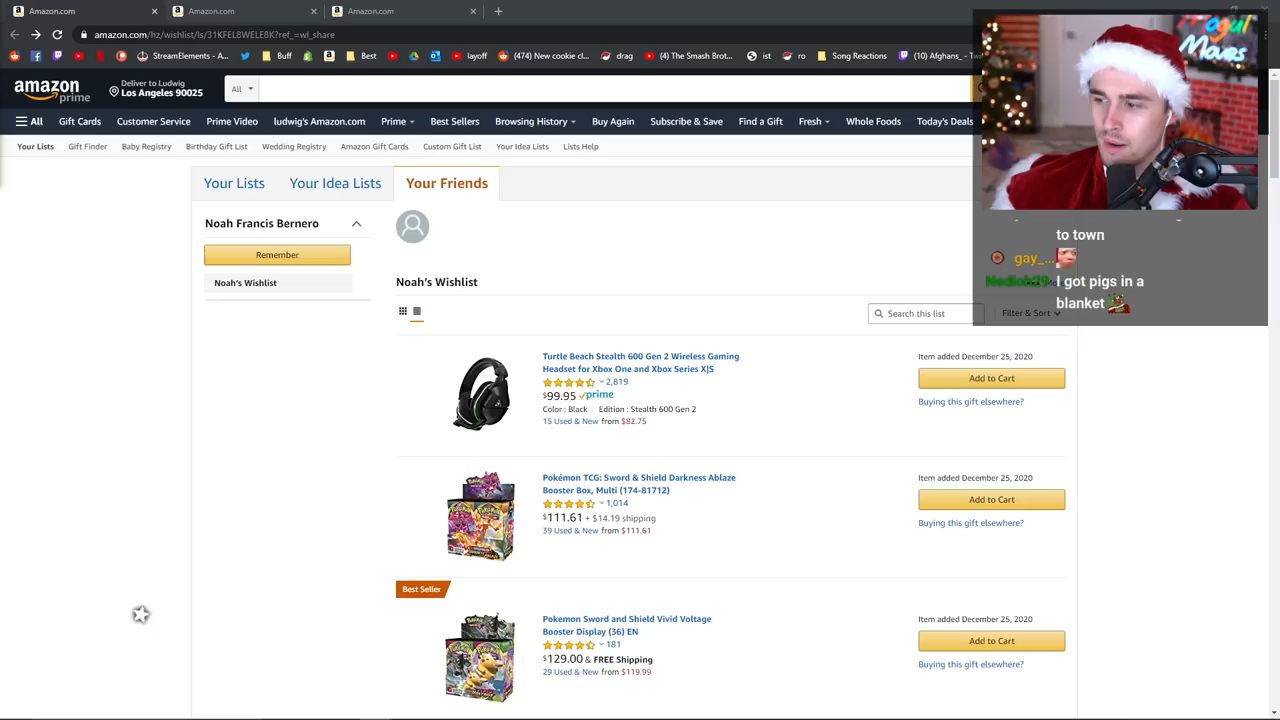 Amazon.com
Amazon.com
Amazon.com
amazon.com/hz/wishlist/ls/31KFEL8WELE8K?ref_=wl_share
StreamElements - A...
Buff
Best
layoff
(474) New cookie cl...
drag
(4) The Smash Brot...
ist
ro
Song Reactions
(10) Afghans_ - Tw
amazon prime
Deliver to Ludwig
Los Angeles 90025
All
All
Gift Cards
Customer Service
Prime Video
ludwig's Amazon.com
Prime
Best Sellers
Browsing History
Buy Again
Subscribe & Save
Find a Gift
Fresh
Whole Foods
Today's Deals
Your Lists
Gift Finder
Baby Registry
Birthday Gift List
Wedding Registry
Amazon Gift Cards
Custom Gift List
Your Idea Lists
Lists Help
Your Lists
Your Idea Lists
Your Friends
Mogul
Moves
to town
gay_...
Nedioh29
I got pigs in a
blanket
Noah Francis Bernero
Remember
Noah's Wishlist
Noah's Wishlist
Search this list
Filter & Sort
Turtle Beach Stealth 600 Gen 2 Wireless Gaming
Headset for Xbox One and Xbox Series X|S
2,819
$99.95 prime
Color : Black | Edition : Stealth 600 Gen 2
15 Used & New from $82.75
Item added December 25, 2020
Add to Cart
Buying this gift elsewhere?
Pokémon TCG: Sword & Shield Darkness Ablaze
Booster Box, Multi (174-81712)
1,014
$111.61 + $14.19 shipping
39 Used & New from $111.61
Item added December 25, 2020
Add to Cart
Buying this gift elsewhere?
Best Seller
Pokemon Sword and Shield Vivid Voltage
Booster Display (36) EN
181
$129.00 & FREE Shipping
29 Used & New from $119.99
Item added December 25, 2020
Add to Cart
Buying this gift elsewhere?